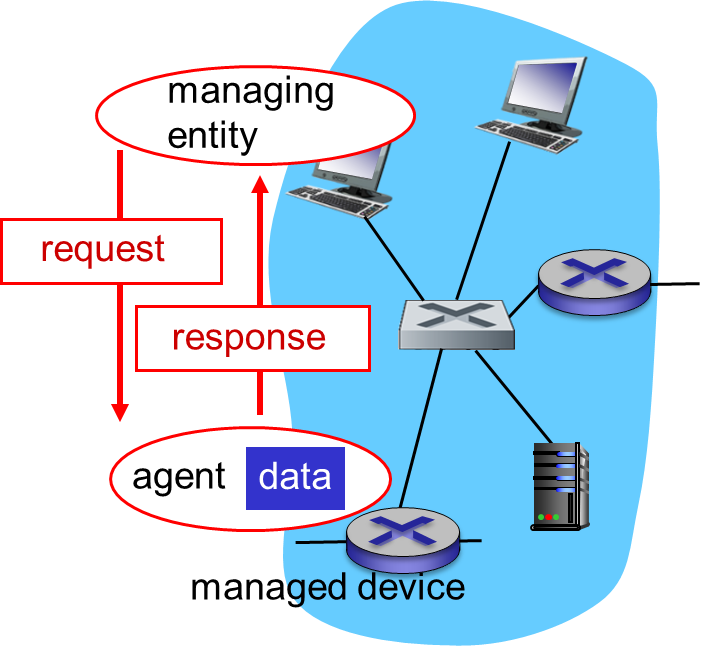 managing
entity
request
response
agent
data
managed device